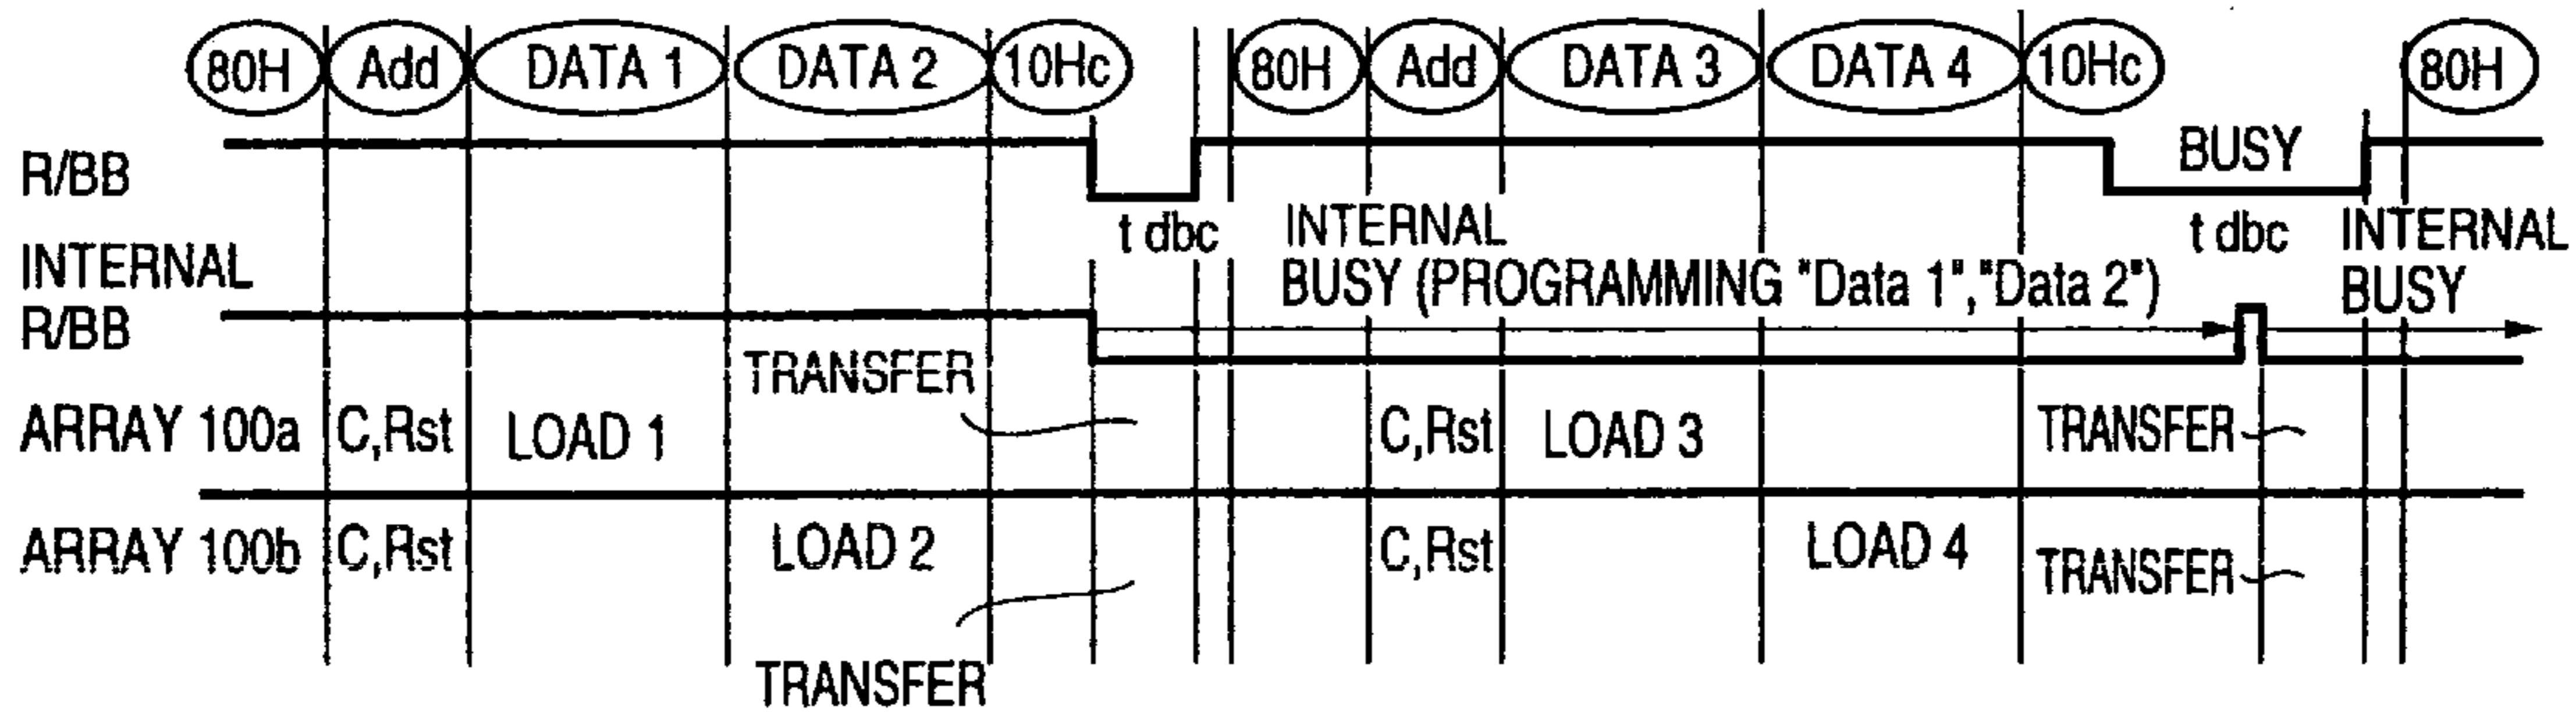 80H Add DATA 1 DATA 2 10Hc 80H Add DATA 3 DATA 4 10Hc 80H
R/BB
BUSY
t dbc
t dbc
INTERNAL
R/BB
INTERNAL
BUSY (PROGRAMMING "Data 1","Data 2")
INTERNAL
BUSY
TRANSFER
ARRAY 100a C,Rst LOAD 1 C,Rst LOAD 3 TRANSFER
ARRAY 100b C,Rst LOAD 2 C,Rst LOAD 4 TRANSFER
TRANSFER